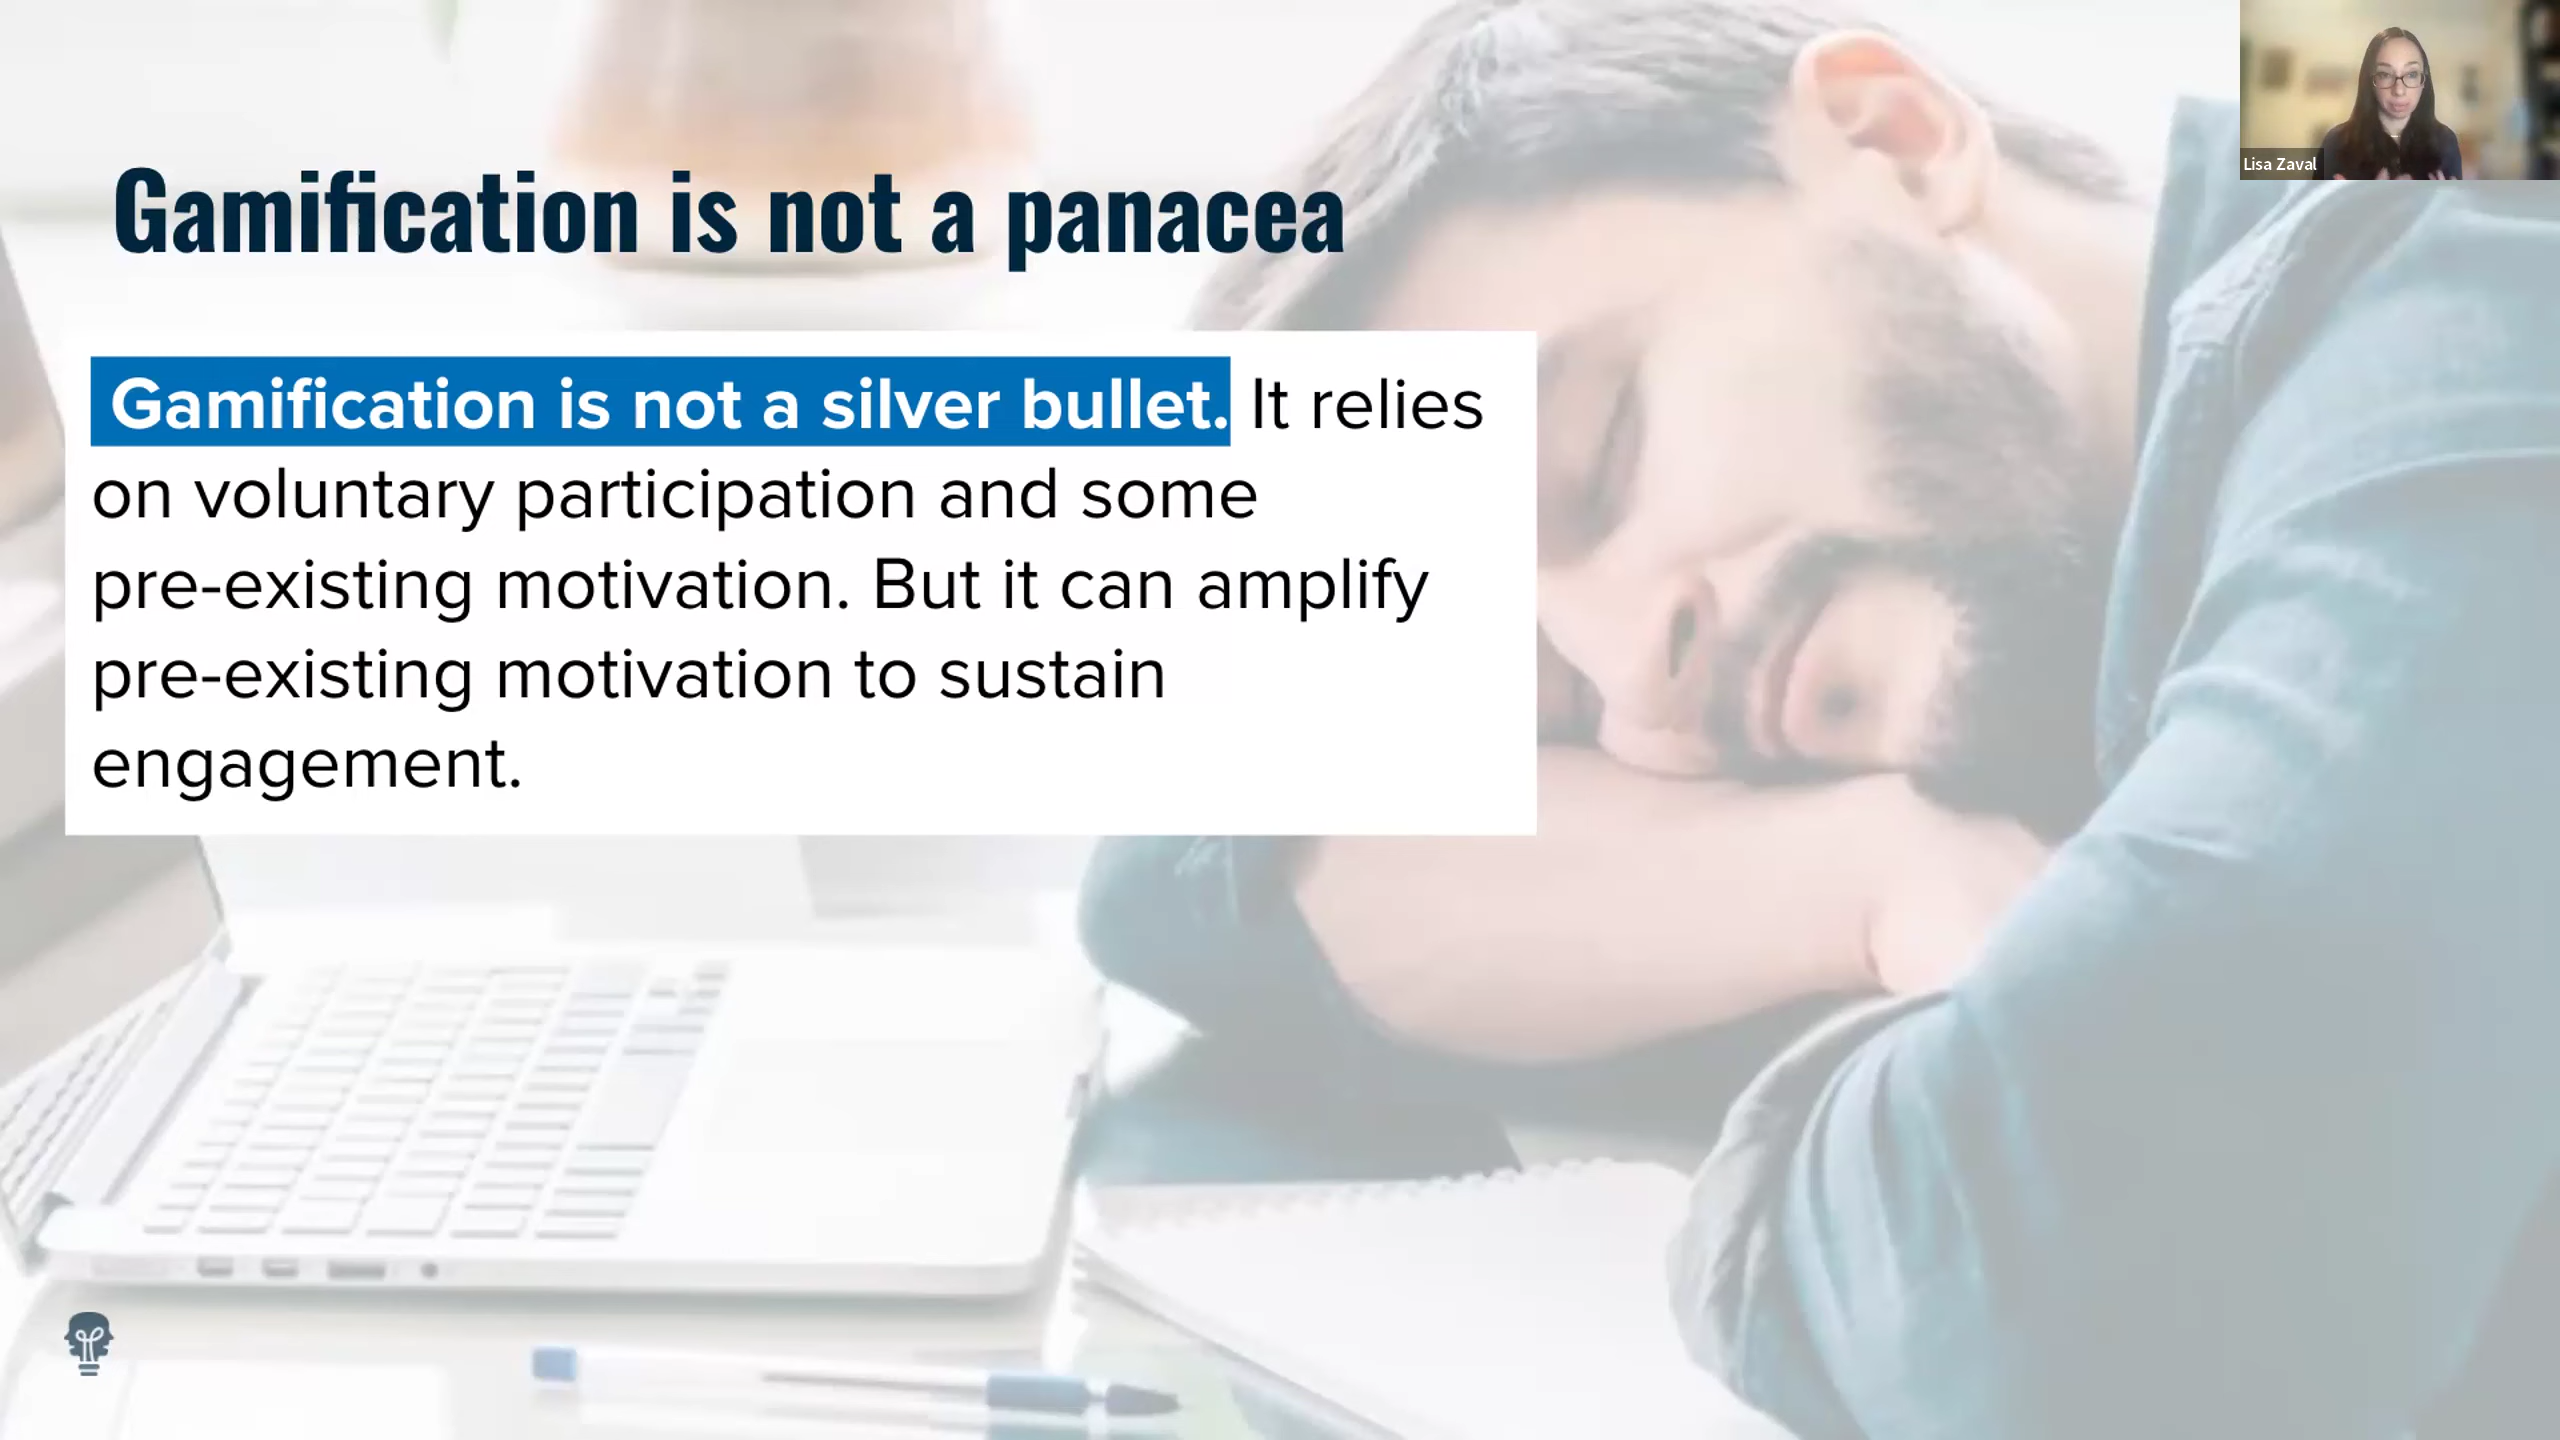 Gamification is not a panacea
Gamification is not a silver bullet. It relies
on voluntary participation and some
pre-existing motivation. But it can amplify
pre-existing motivation to sustain
engagement.
Lisa Zaval